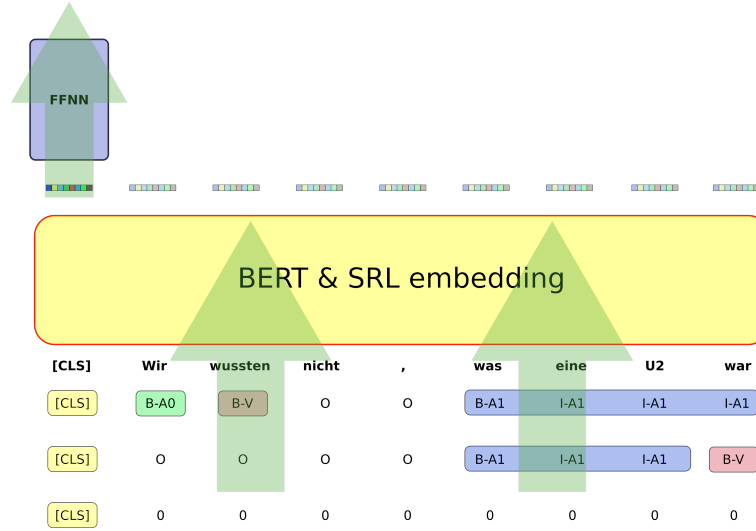 FFNN
BERT & SRL embedding
[CLS] Wir wussten nicht , was eine U2 war
[CLS] B-A0 B-V O O B-A1 I-A1 I-A1 I-A1
[CLS] O O O O B-A1 I-A1 I-A1 B-V
[CLS] 0 0 0 0 0 0 0 0